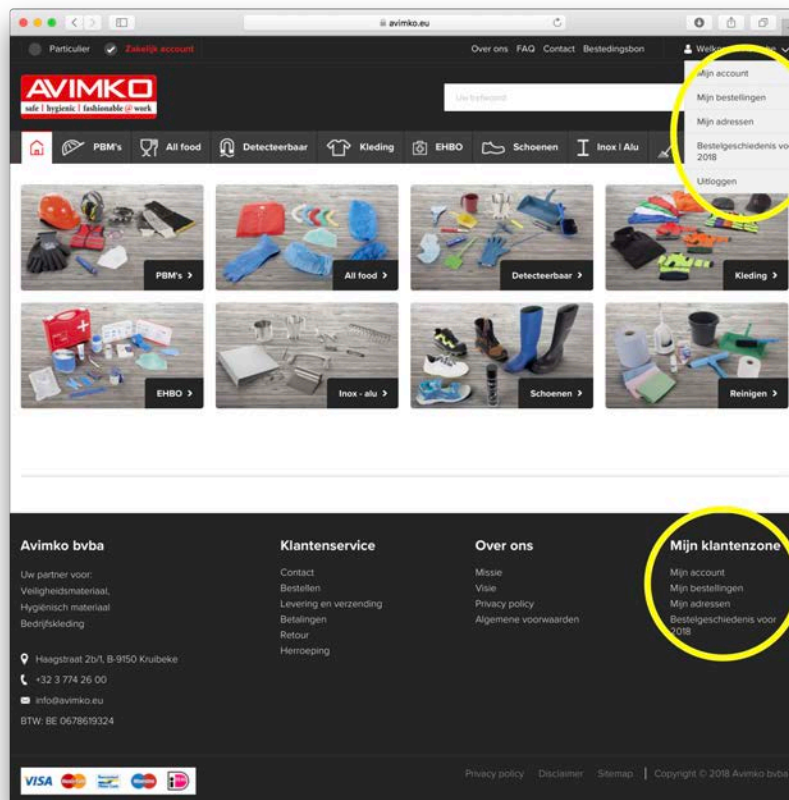 avimko.eu
Particulier Zakelijk account Over ons FAQ Contact Bestedingsbon
AVIMKO
safe | hygienic | fashionable @ work
Uw trefwoord
Mijn account
Mijn bestellingen
Mijn adressen
Bestelgeschiedenis
2018
Uitloggen
PBM's All food Detecteerbaar Kleding EHBO Schoenen Inox | Alu
PBM's > All food > Detecteerbaar > Kleding >
EHBO > Inox - alu > Schoenen > Reinigen >
Avimko bvba
Uw partner voor:
Veiligheidsmateriaal,
Hygiënisch materiaal
Bedrijfskleding
Haagstraat 2b/1, B-9150 Kruibeke
+32 3 774 26 00
info@avimko.eu
BTW: BE 0678619324
Klantenservice
Contact
Bestellen
Levering en verzending
Betalingen
Retour
Herroeping
Over ons
Missie
Visie
Privacy policy
Algemene voorwaarden
Mijn klantenzone
Mijn account
Mijn bestellingen
Mijn adressen
Bestelgeschiedenis voor
2018
VISA
Privacy policy Disclaimer Sitemap | Copyright © 2018 Avimko bvba